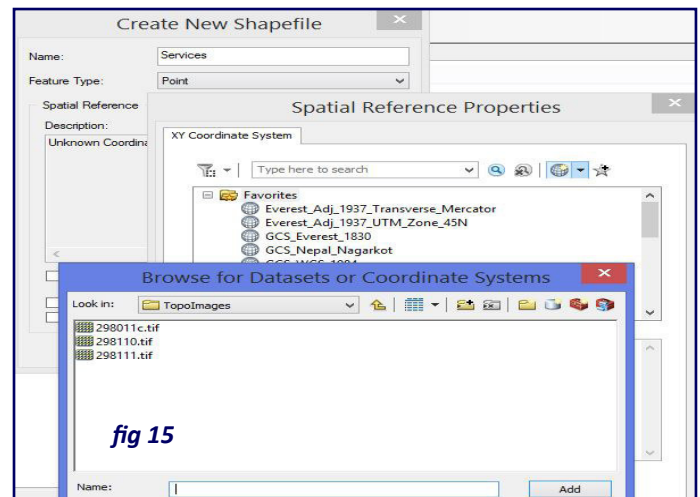 Create New Shapefile
Name: Services
Feature Type: Point
Spatial Reference
Description:
Unknown Coordina
Spatial Reference Properties
XY Coordinate System
Type here to search
Favorites
Everest_Adj_1937_Transverse_Mercator
Everest_Adj_1937_UTM_Zone_45N
GCS_Everest_1830
GCS_Nepal_Nagarkot
Browse for Datasets or Coordinate Systems
Look in: TopoImages
298011c.tif
298110.tif
298111.tif
fig 15
Name: Add